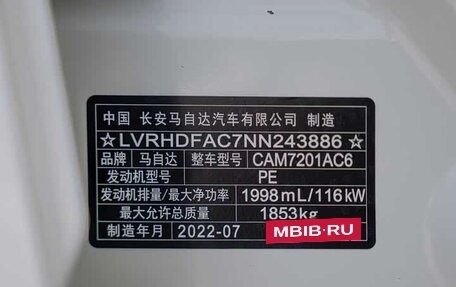 中国 长安马自达汽车有限公司 制造
☆LVRHDFAC7NN243886☆
品牌 马自达 整车型号 CAM7201AC6
发动机型号 PE
发动机排量/最大净功率 1998mL/116kW
最大允许总质量 1853kg
制造年月 2022-07
MBIB.RU